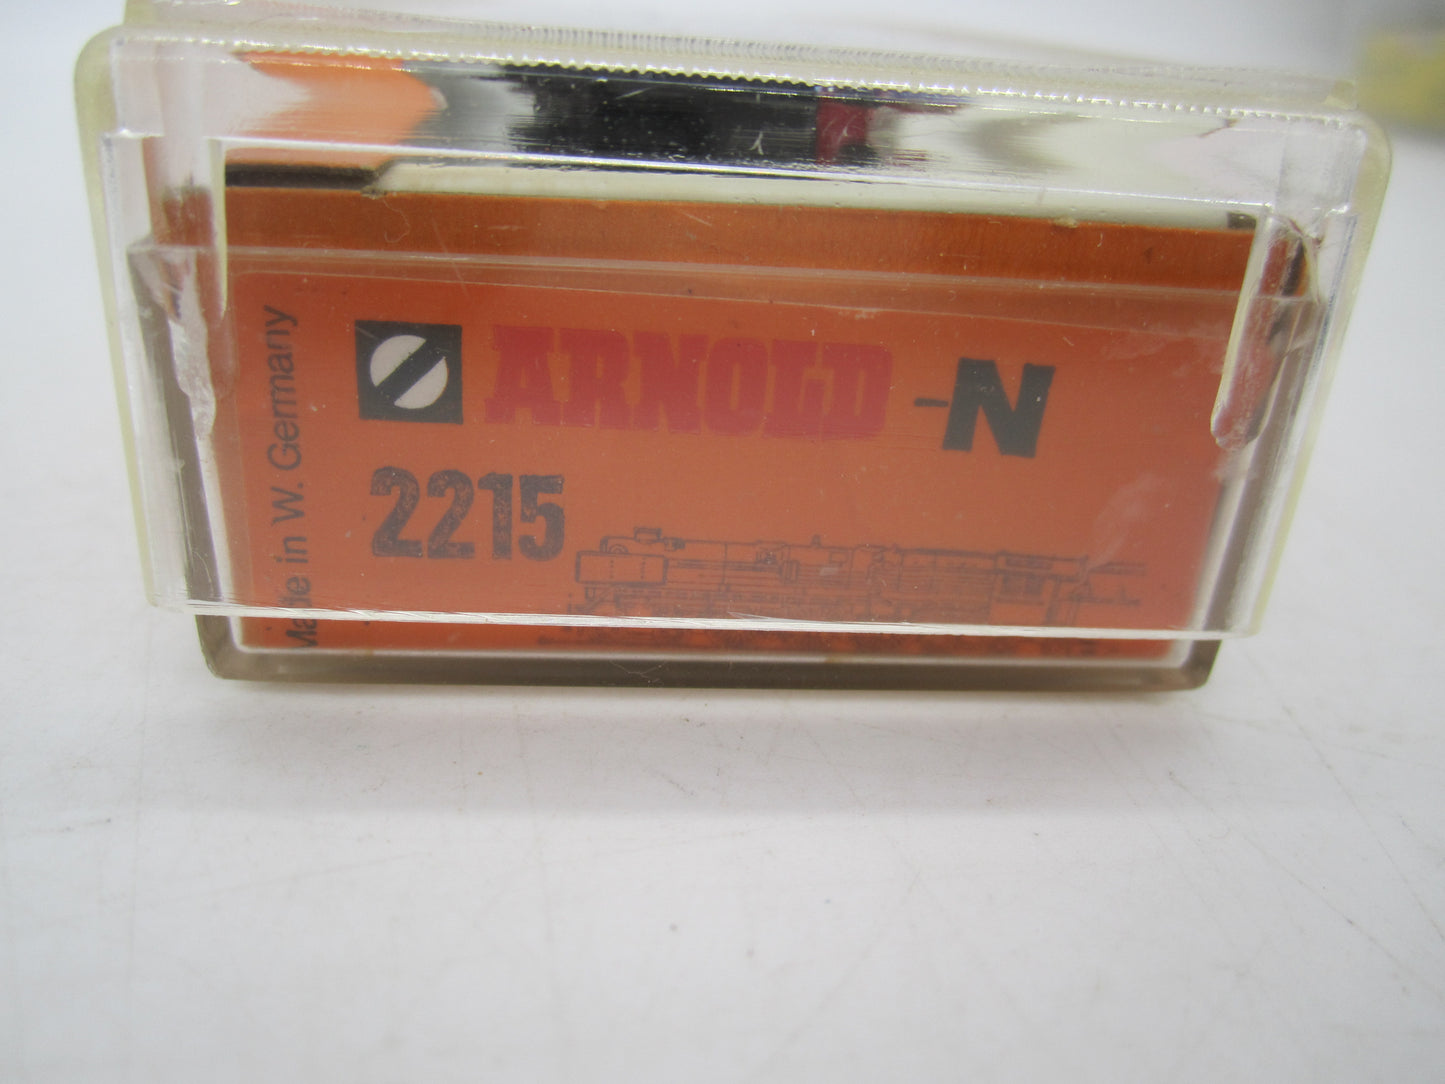 ARNOLD -N
2215
Made in W. Germany